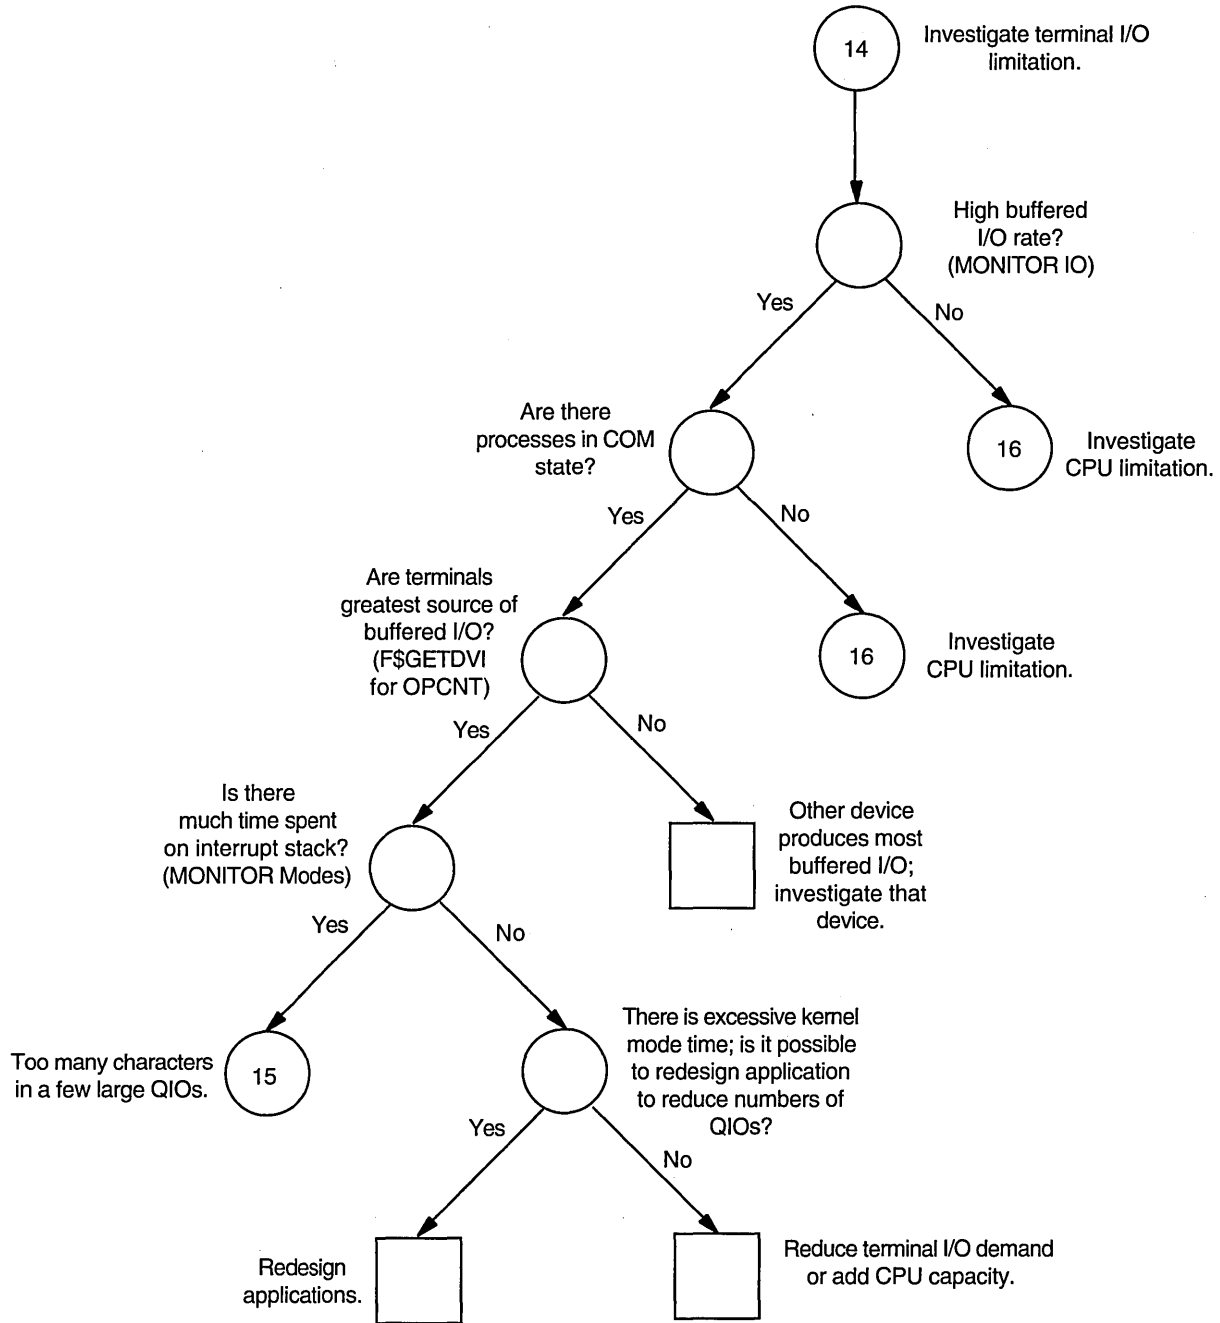 14
Investigate terminal I/O
limitation.
High buffered
I/O rate?
(MONITOR IO)
Yes
No
Are there
processes in COM
state?
16
Investigate
CPU limitation.
Yes
No
Are terminals
greatest source of
buffered I/O?
(F$GETDVI
for OPCNT)
16
Investigate
CPU limitation.
Yes
No
Is there
much time spent
on interrupt stack?
(MONITOR Modes)
Other device
produces most
buffered I/O;
investigate that
device.
Yes
No
Too many characters
in a few large QIOs.
15
There is excessive kernel
mode time; is it possible
to redesign application
to reduce numbers of
QIOs?
Yes
No
Redesign
applications.
Reduce terminal I/O demand
or add CPU capacity.